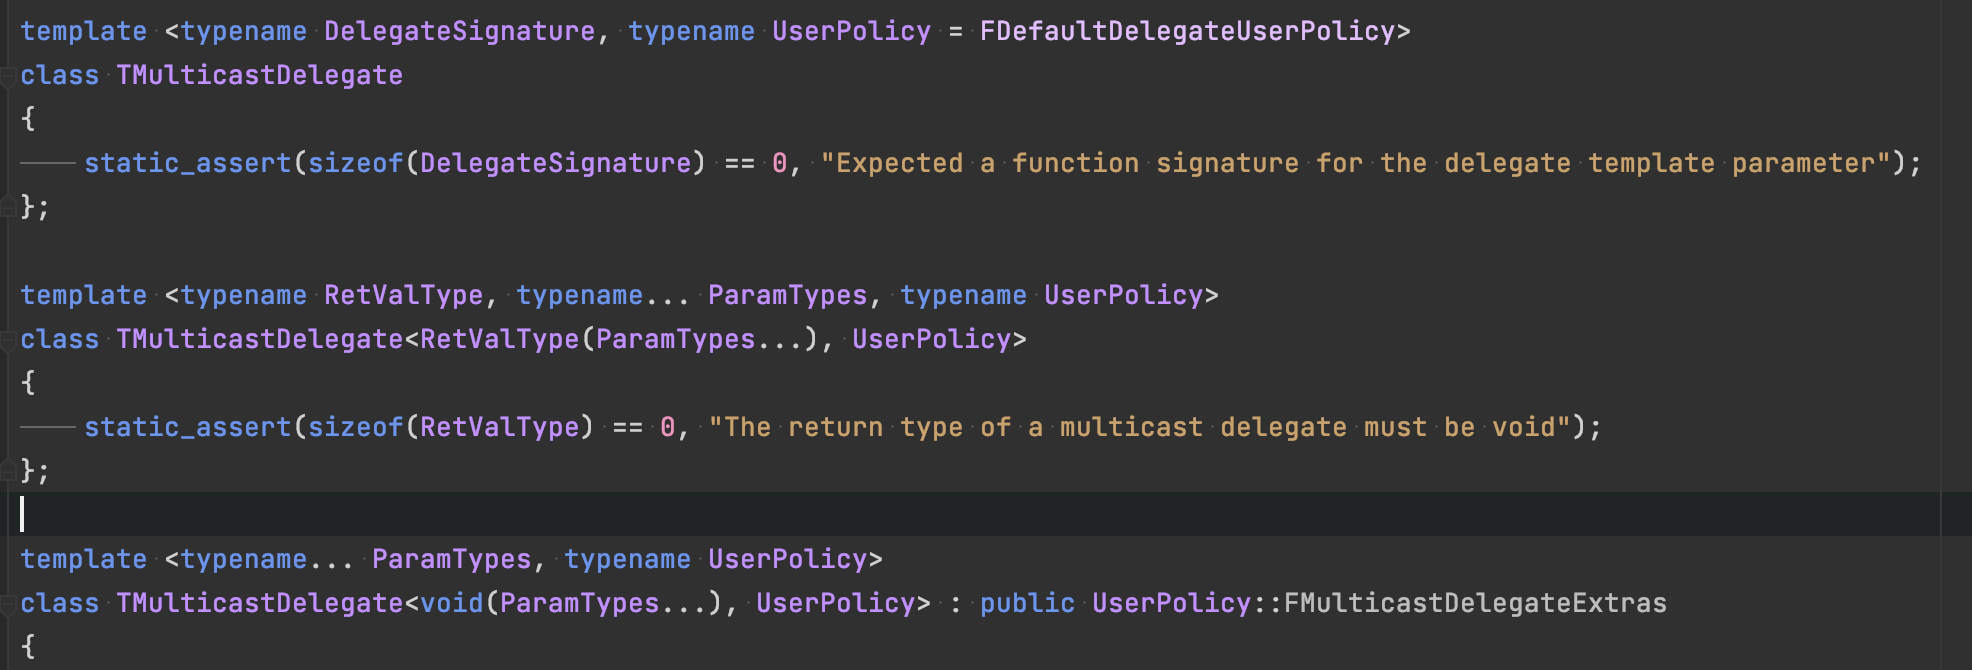 template <typename DelegateSignature, typename UserPolicy = FDefaultDelegateUserPolicy>
class TMulticastDelegate
{
    static_assert(sizeof(DelegateSignature) == 0, "Expected a function signature for the delegate template parameter");
};
template <typename RetValType, typename... ParamTypes, typename UserPolicy>
class TMulticastDelegate<RetValType(ParamTypes...), UserPolicy>
{
    static_assert(sizeof(RetValType) == 0, "The return type of a multicast delegate must be void");
};
template <typename... ParamTypes, typename UserPolicy>
class TMulticastDelegate<void(ParamTypes...), UserPolicy> : public UserPolicy::FMulticastDelegateExtras
{